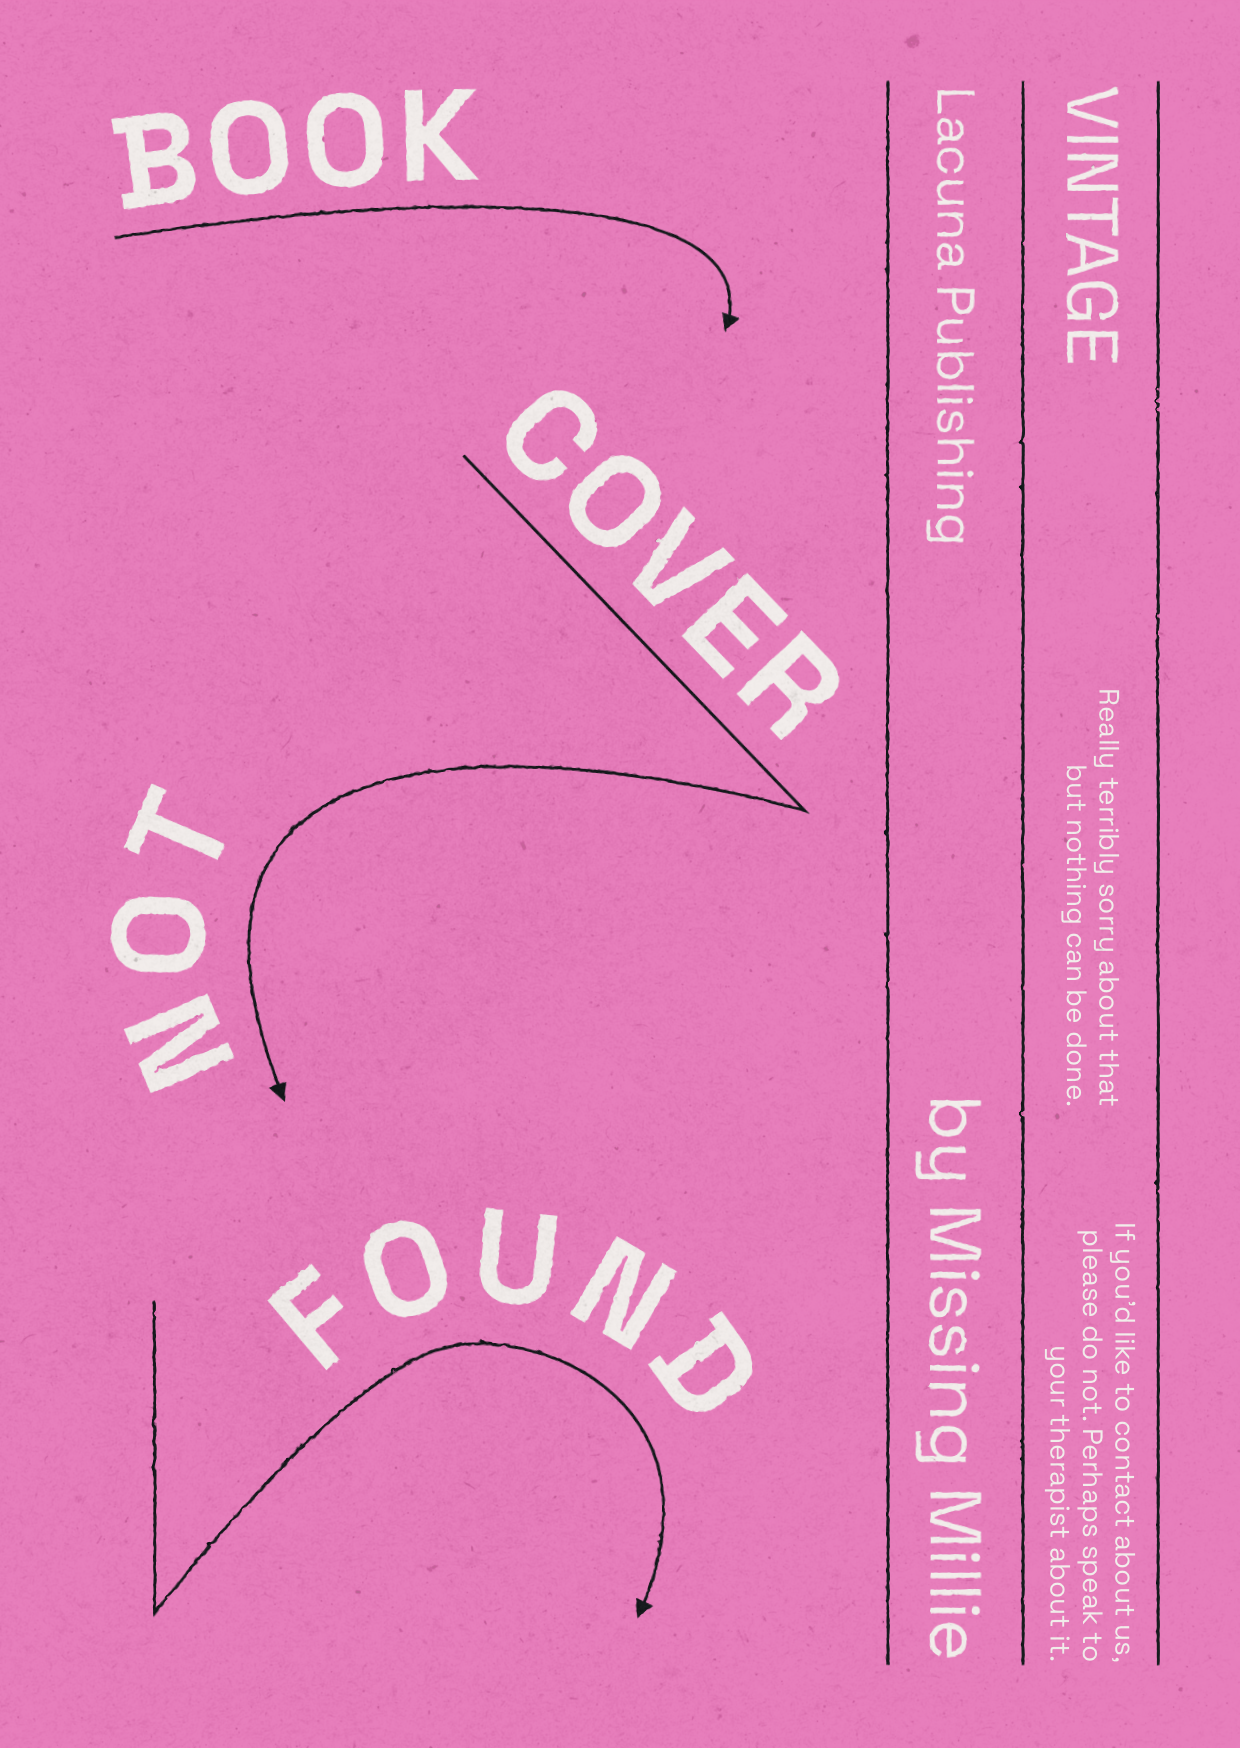 BOOK
COVER
NOT
FOUND
VINTAGE
Really terribly sorry about that
but nothing can be done.
If you’d like to contact about us,
please do not. Perhaps speak to
your therapist about it.
Lacuna Publishing
by Missing Millie